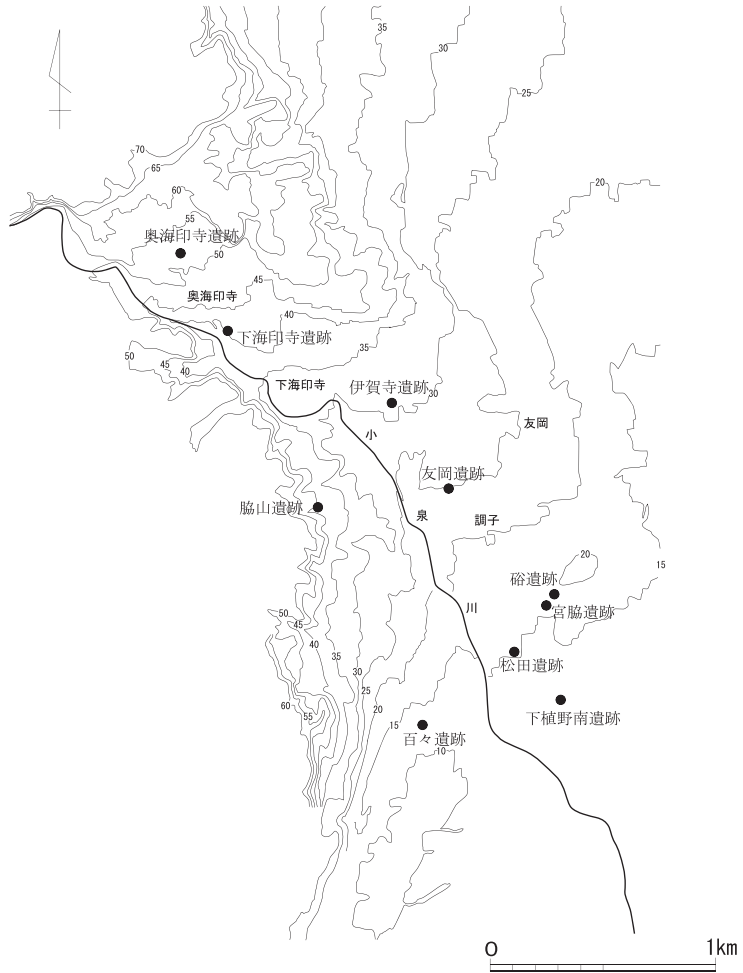 35
30
25
20
70
65
60
55
奥海印寺遺跡
50
45
奥海印寺
40
下海印寺遺跡
35
50
45
40
下海印寺
伊賀寺遺跡
30
友岡
小
友岡遺跡
脇山遺跡
泉
調子
20
15
硲遺跡
宮脇遺跡
川
50
45
40
35
30
25
20
15
60
55
松田遺跡
下植野南遺跡
百々遺跡
10
0
1km